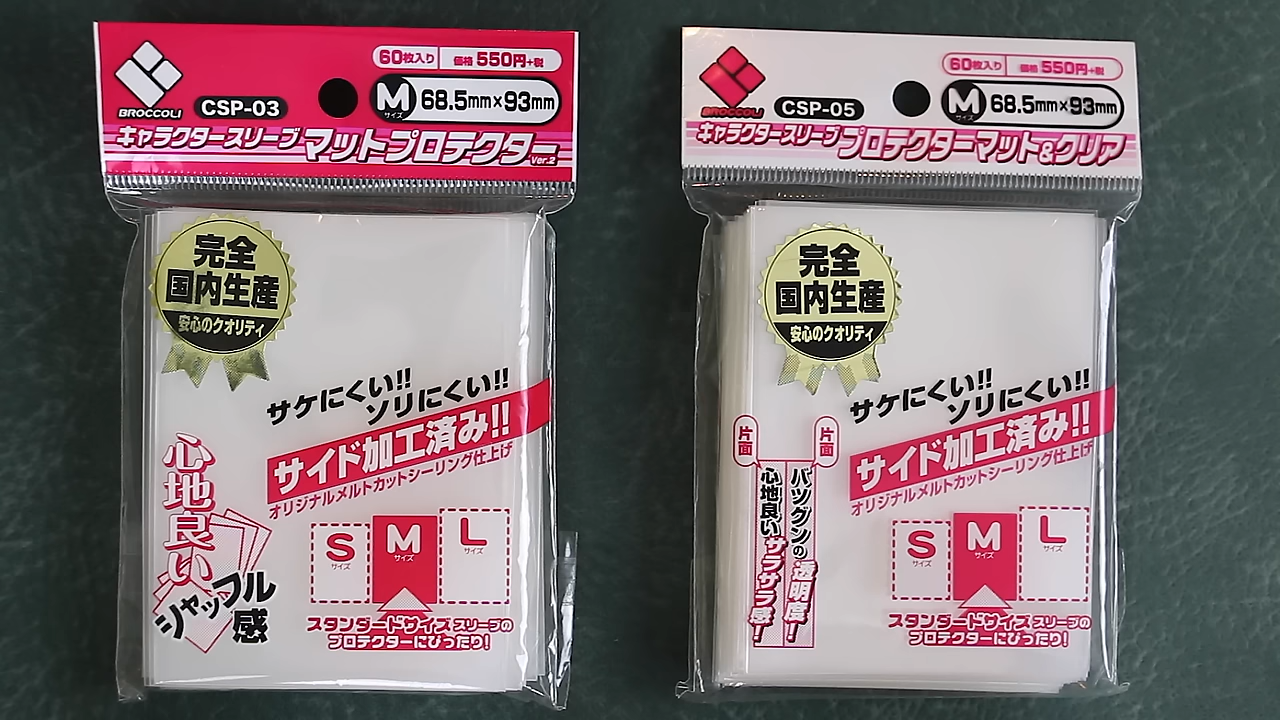 60枚入り 価格 550円+税
BROCCOLI
CSP-03
Mサイズ 68.5mm×93mm
キャラクタースリーブ マットプロテクター Ver.2
完全
国内生産
安心のクオリティ
サケにくい!!
ソリにくい!!
サイド加工済み!!
オリジナルメルトカットシーリング仕上げ
心地良い
シャッフル感
S サイズ
M サイズ
L サイズ
スタンダードサイズスリーブの
プロテクターにぴったり!
60枚入り 価格 550円+税
BROCCOLI
CSP-05
Mサイズ 68.5mm×93mm
キャラクタースリーブ プロテクターマット&クリア
完全
国内生産
安心のクオリティ
サケにくい!!
ソリにくい!!
サイド加工済み!!
オリジナルメルトカットシーリング仕上げ
片面
バツグンの透明度!
片面
心地良いサラサラ感!
S サイズ
M サイズ
L サイズ
スタンダードサイズスリーブの
プロテクターにぴったり!